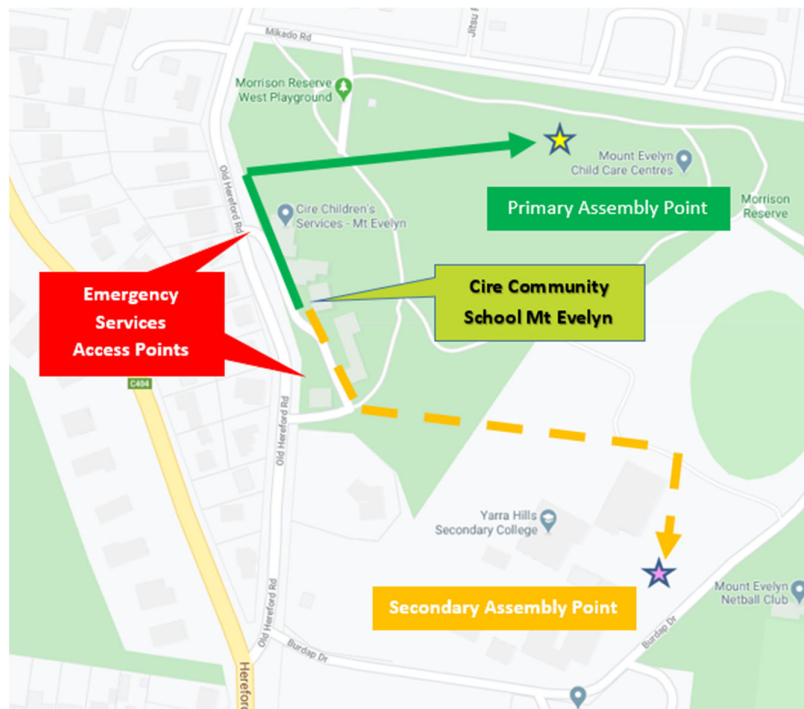 Mikado Rd
Jitsu
Morrison Reserve
West Playground
Old Hereford Rd
Mount Evelyn
Child Care Centres
Primary Assembly Point
Morrison
Reserve
Cire Children's
Services - Mt Evelyn
Emergency
Services
Access Points
Cire Community
School Mt Evelyn
C404
Old Hereford Rd
Yarra Hills
Secondary College
Secondary Assembly Point
Mount Evelyn
Netball Club
Old Hereford Rd
Burdap Dr
Burdap Dr
Hereford